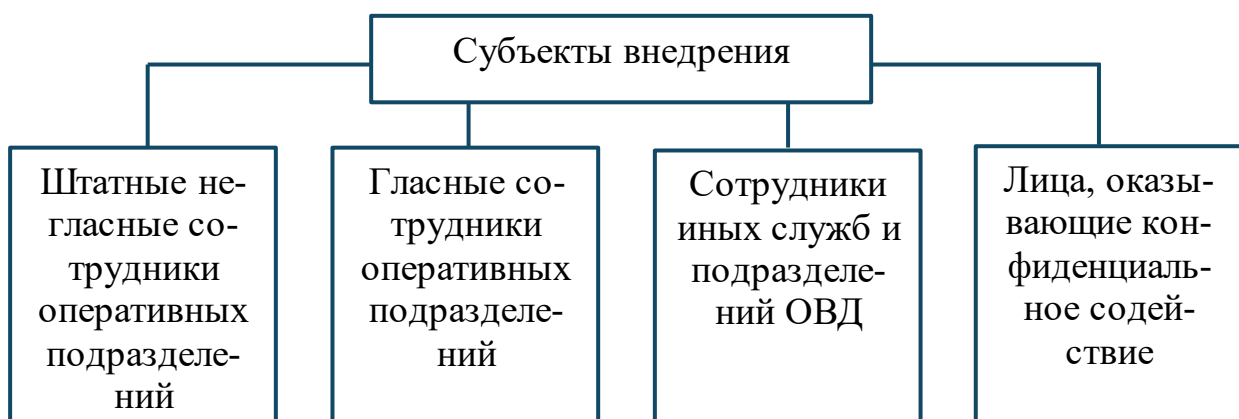 Субъекты внедрения
Штатные не-
гласные со-
трудники
оперативных
подразделе-
ний
Гласные со-
трудники
оперативных
подразделе-
ний
Сотрудники
иных служб и
подразделе-
ний ОВД
Лица, оказы-
вающие кон-
фиденциаль-
ное содей-
ствие